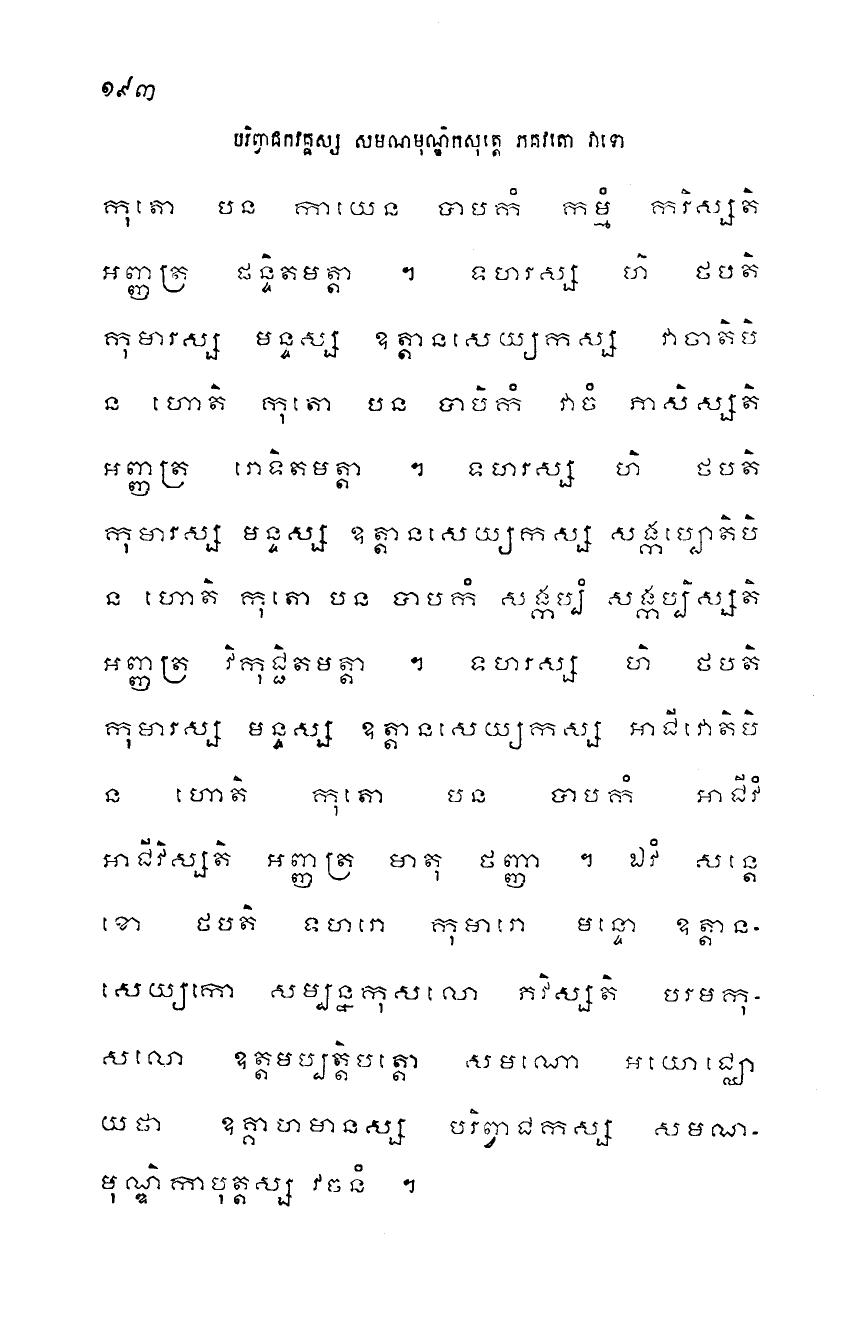 ១៩៣
បរិព្វាជកវគ្គស្ស សមណមុណ្ឌិកសុត្តេ ភគវតោ វាទោ
កុតោ បន កាយេន បាបកំ កម្មំ ករិស្សតិ
អញ្ញត្រ ផន្ទិតមត្តា ។ ទហរស្ស ហិ ថបតិ
កុមារស្ស មន្ទស្ស ឧត្តានសេយ្យកស្ស វាចាតិបិ
ន ហោតិ កុតោ បន បាបិកំ វាចំ ភាសិស្សតិ
អញ្ញត្រ រោទិតមត្តា ។ ទហរស្ស ហិ ថបតិ
កុមារស្ស មន្ទស្ស ឧត្តានសេយ្យកស្ស សង្កប្បោតិបិ
ន ហោតិ កុតោ បន បាបកំ សង្កប្បំ សង្កប្បិស្សតិ
អញ្ញត្រ វិកុជ្ជិតមត្តា ។ ទហរស្ស ហិ ថបតិ
កុមារស្ស មន្ទស្ស ឧត្តានសេយ្យកស្ស អាជីវោតិបិ
ន ហោតិ កុតោ បន បាបកំ អាជីវំ
អាជីវិស្សតិ អញ្ញត្រ មាតុ ថញ្ញា ។ ឯវំ សន្តេ
ខោ ថបតិ ទហរោ កុមារោ មន្ទោ ឧត្តាន-
សេយ្យកោ សម្បន្នកុសលោ ភវិស្សតិ បរមកុ-
សលោ ឧត្តមប្បត្តិបត្តោ សមណោ អយោជ្ឈោ
យថា ឧគ្គាហមានស្ស បរិព្វាជកស្ស សមណ-
មុណ្ឌិកាបុត្តស្ស វចនំ ។